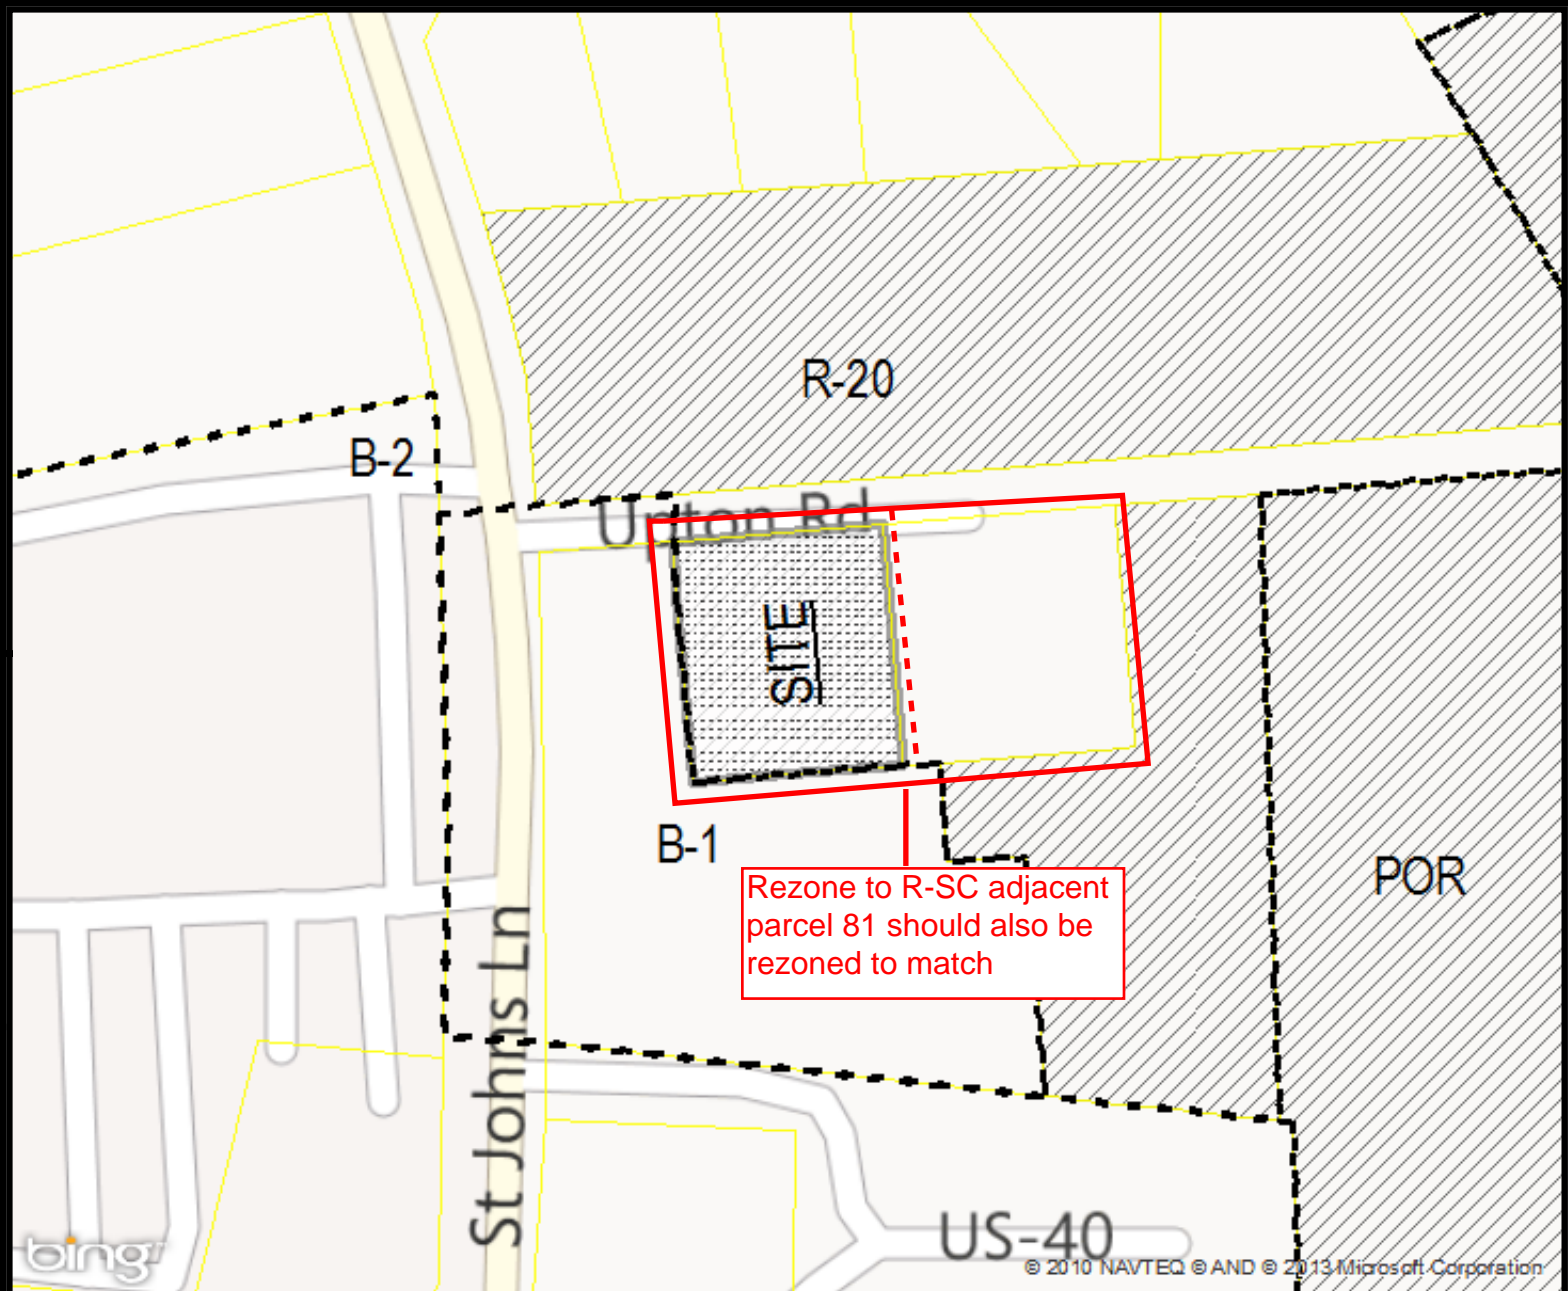 R-20
B-2
Upton Rd
SITE
B-1
POR
Rezone to R-SC adjacent
parcel 81 should also be
rezoned to match
St Johns Ln
US-40
bing
© 2010 NAVTEQ © AND © 2013 Microsoft Corporation